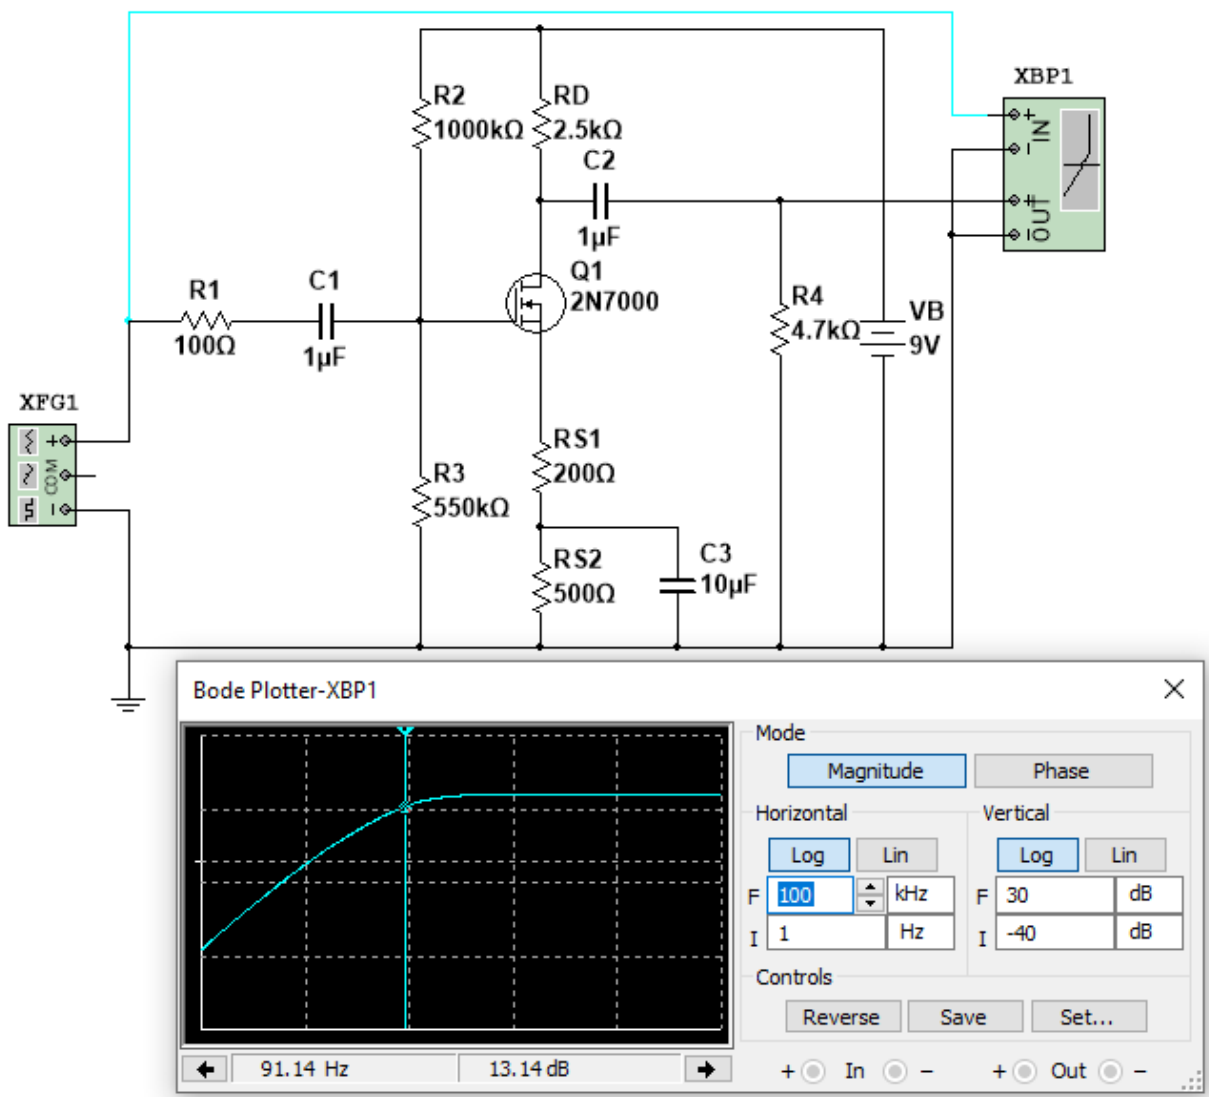 XBP1
+
IN
−
+
OUT
−
R2
1000kΩ
RD
2.5kΩ
C2
1µF
Q1
2N7000
R1
100Ω
C1
1µF
R4
4.7kΩ
VB
9V
XFG1
+
COM
−
R3
550kΩ
RS1
200Ω
RS2
500Ω
C3
10µF
Bode Plotter-XBP1
Mode
Magnitude Phase
Horizontal Vertical
Log Lin Log Lin
F 100 kHz F 30 dB
I 1 Hz I -40 dB
Controls
Reverse Save Set...
91.14 Hz 13.14 dB + In − + Out −